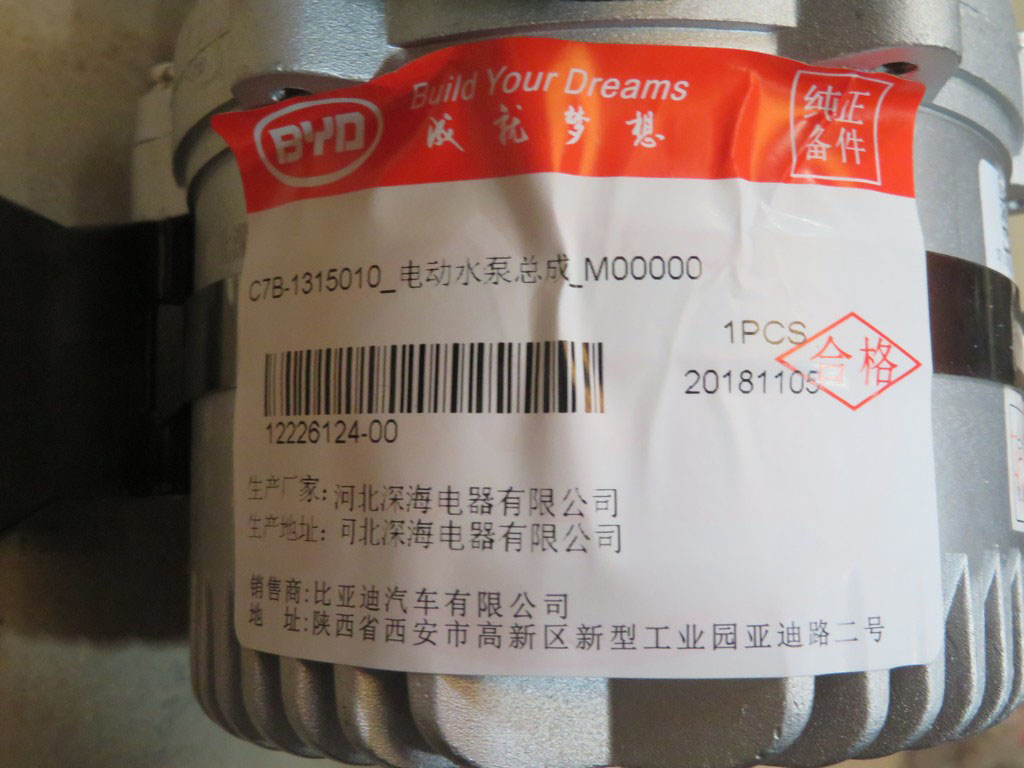 BYD
Build Your Dreams
成就梦想
纯正
备件
C7B-1315010_电动水泵总成_M00000
1PCS
20181105
合格
12226124-00
生产厂家:河北深海电器有限公司
生产地址:河北深海电器有限公司
销售商:比亚迪汽车有限公司
地 址:陕西省西安市高新区新型工业园亚迪路二号